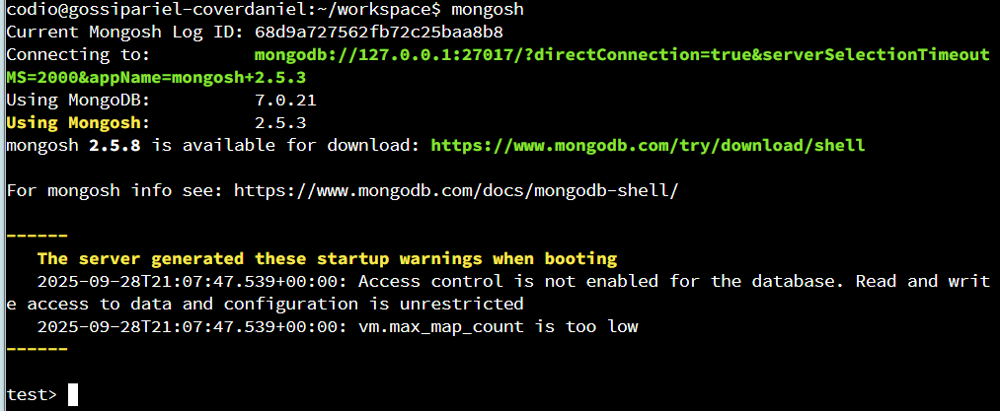 codio@gossipariel-coverdaniel:~/workspace$ mongosh
Current Mongosh Log ID: 68d9a727562fb72c25baa8b8
Connecting to:          mongodb://127.0.0.1:27017/?directConnection=true&serverSelectionTimeout
MS=2000&appName=mongosh+2.5.3
Using MongoDB:          7.0.21
Using Mongosh:          2.5.3
mongosh 2.5.8 is available for download: https://www.mongodb.com/try/download/shell

For mongosh info see: https://www.mongodb.com/docs/mongodb-shell/

------
   The server generated these startup warnings when booting
   2025-09-28T21:07:47.539+00:00: Access control is not enabled for the database. Read and writ
e access to data and configuration is unrestricted
   2025-09-28T21:07:47.539+00:00: vm.max_map_count is too low
------

test>